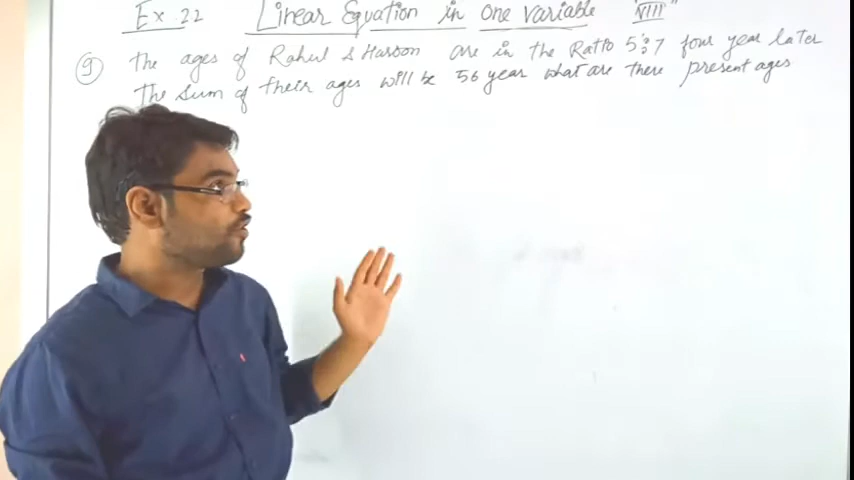 Ex 22 Linear Equation in One Variable VIII"
9 The ages of Rahul & Haroon are in the Ratio 5:7 four year later
The sum of their ages will be 56 year what are there present ages